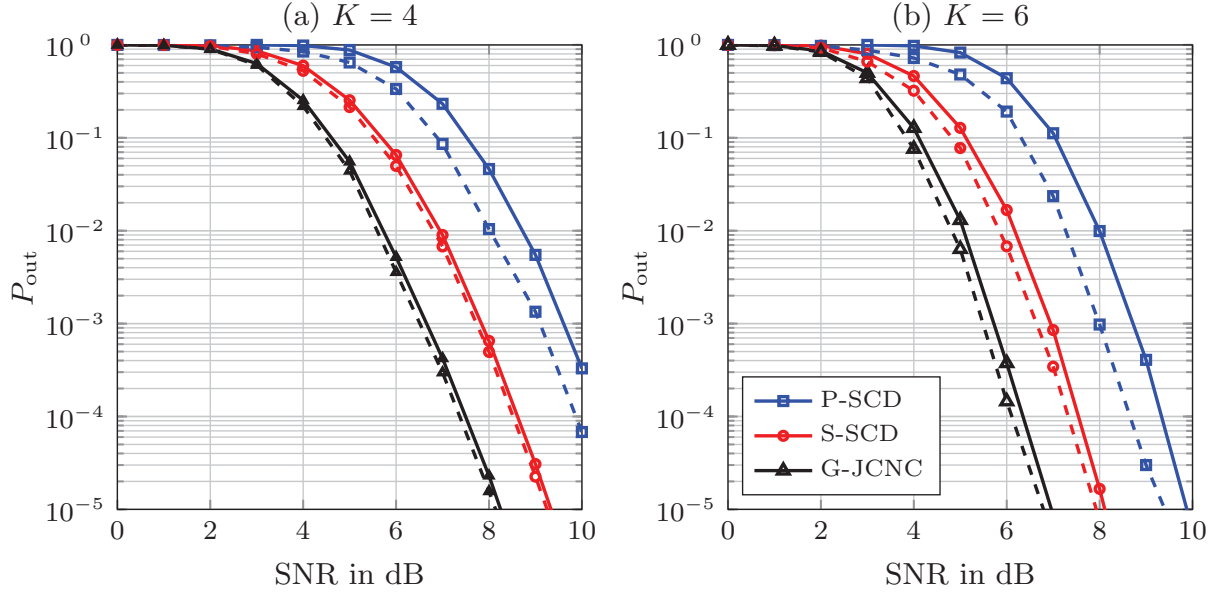 (a) K = 4
10^0
10^-1
10^-2
10^-3
10^-4
10^-5
P_out
0 2 4 6 8 10
SNR in dB
(b) K = 6
10^0
10^-1
10^-2
10^-3
10^-4
10^-5
P_out
P-SCD
S-SCD
G-JCNC
0 2 4 6 8 10
SNR in dB